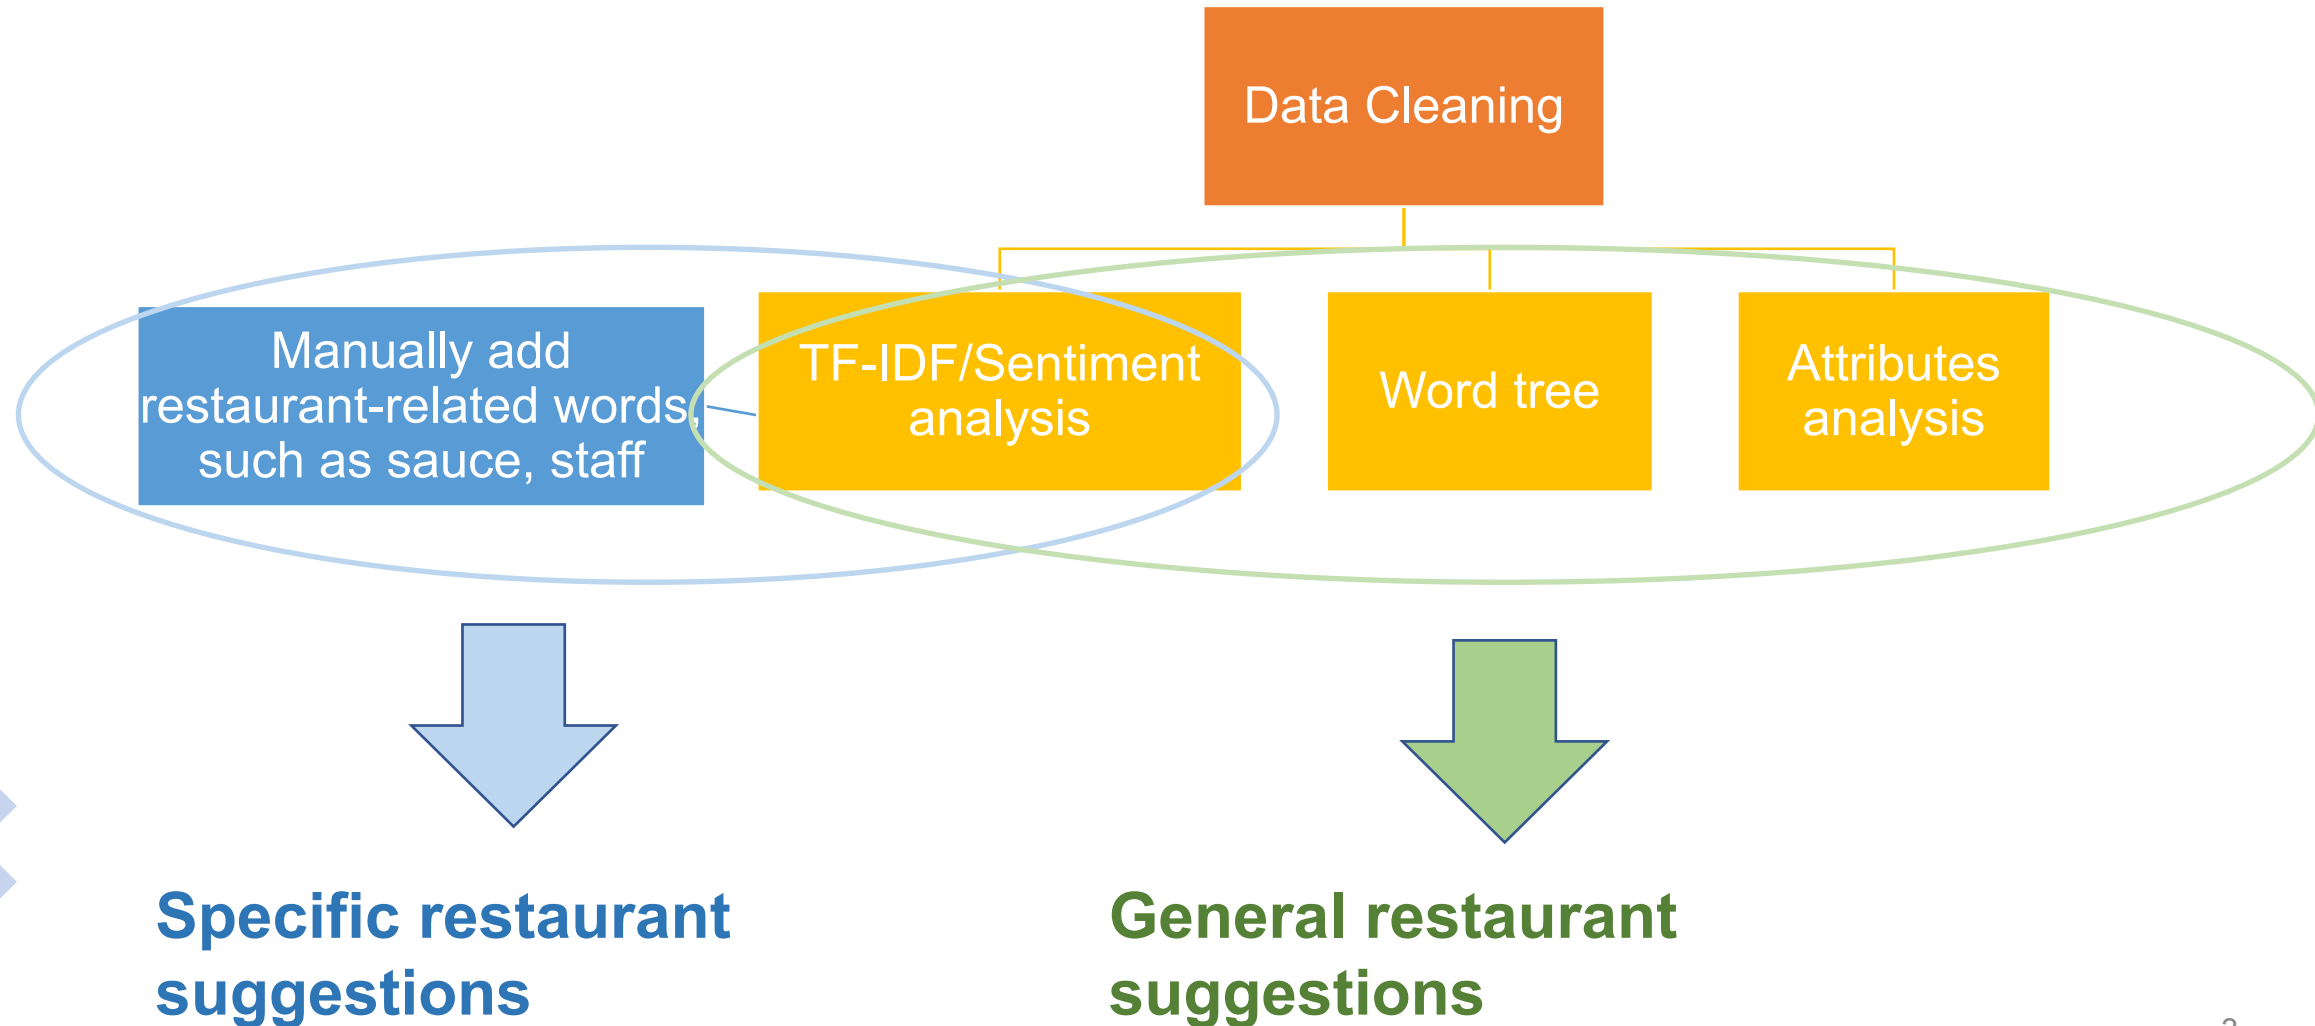 Data Cleaning
Manually add
restaurant-related words,
such as sauce, staff
TF-IDF/Sentiment
analysis
Word tree
Attributes
analysis
Specific restaurant
suggestions
General restaurant
suggestions